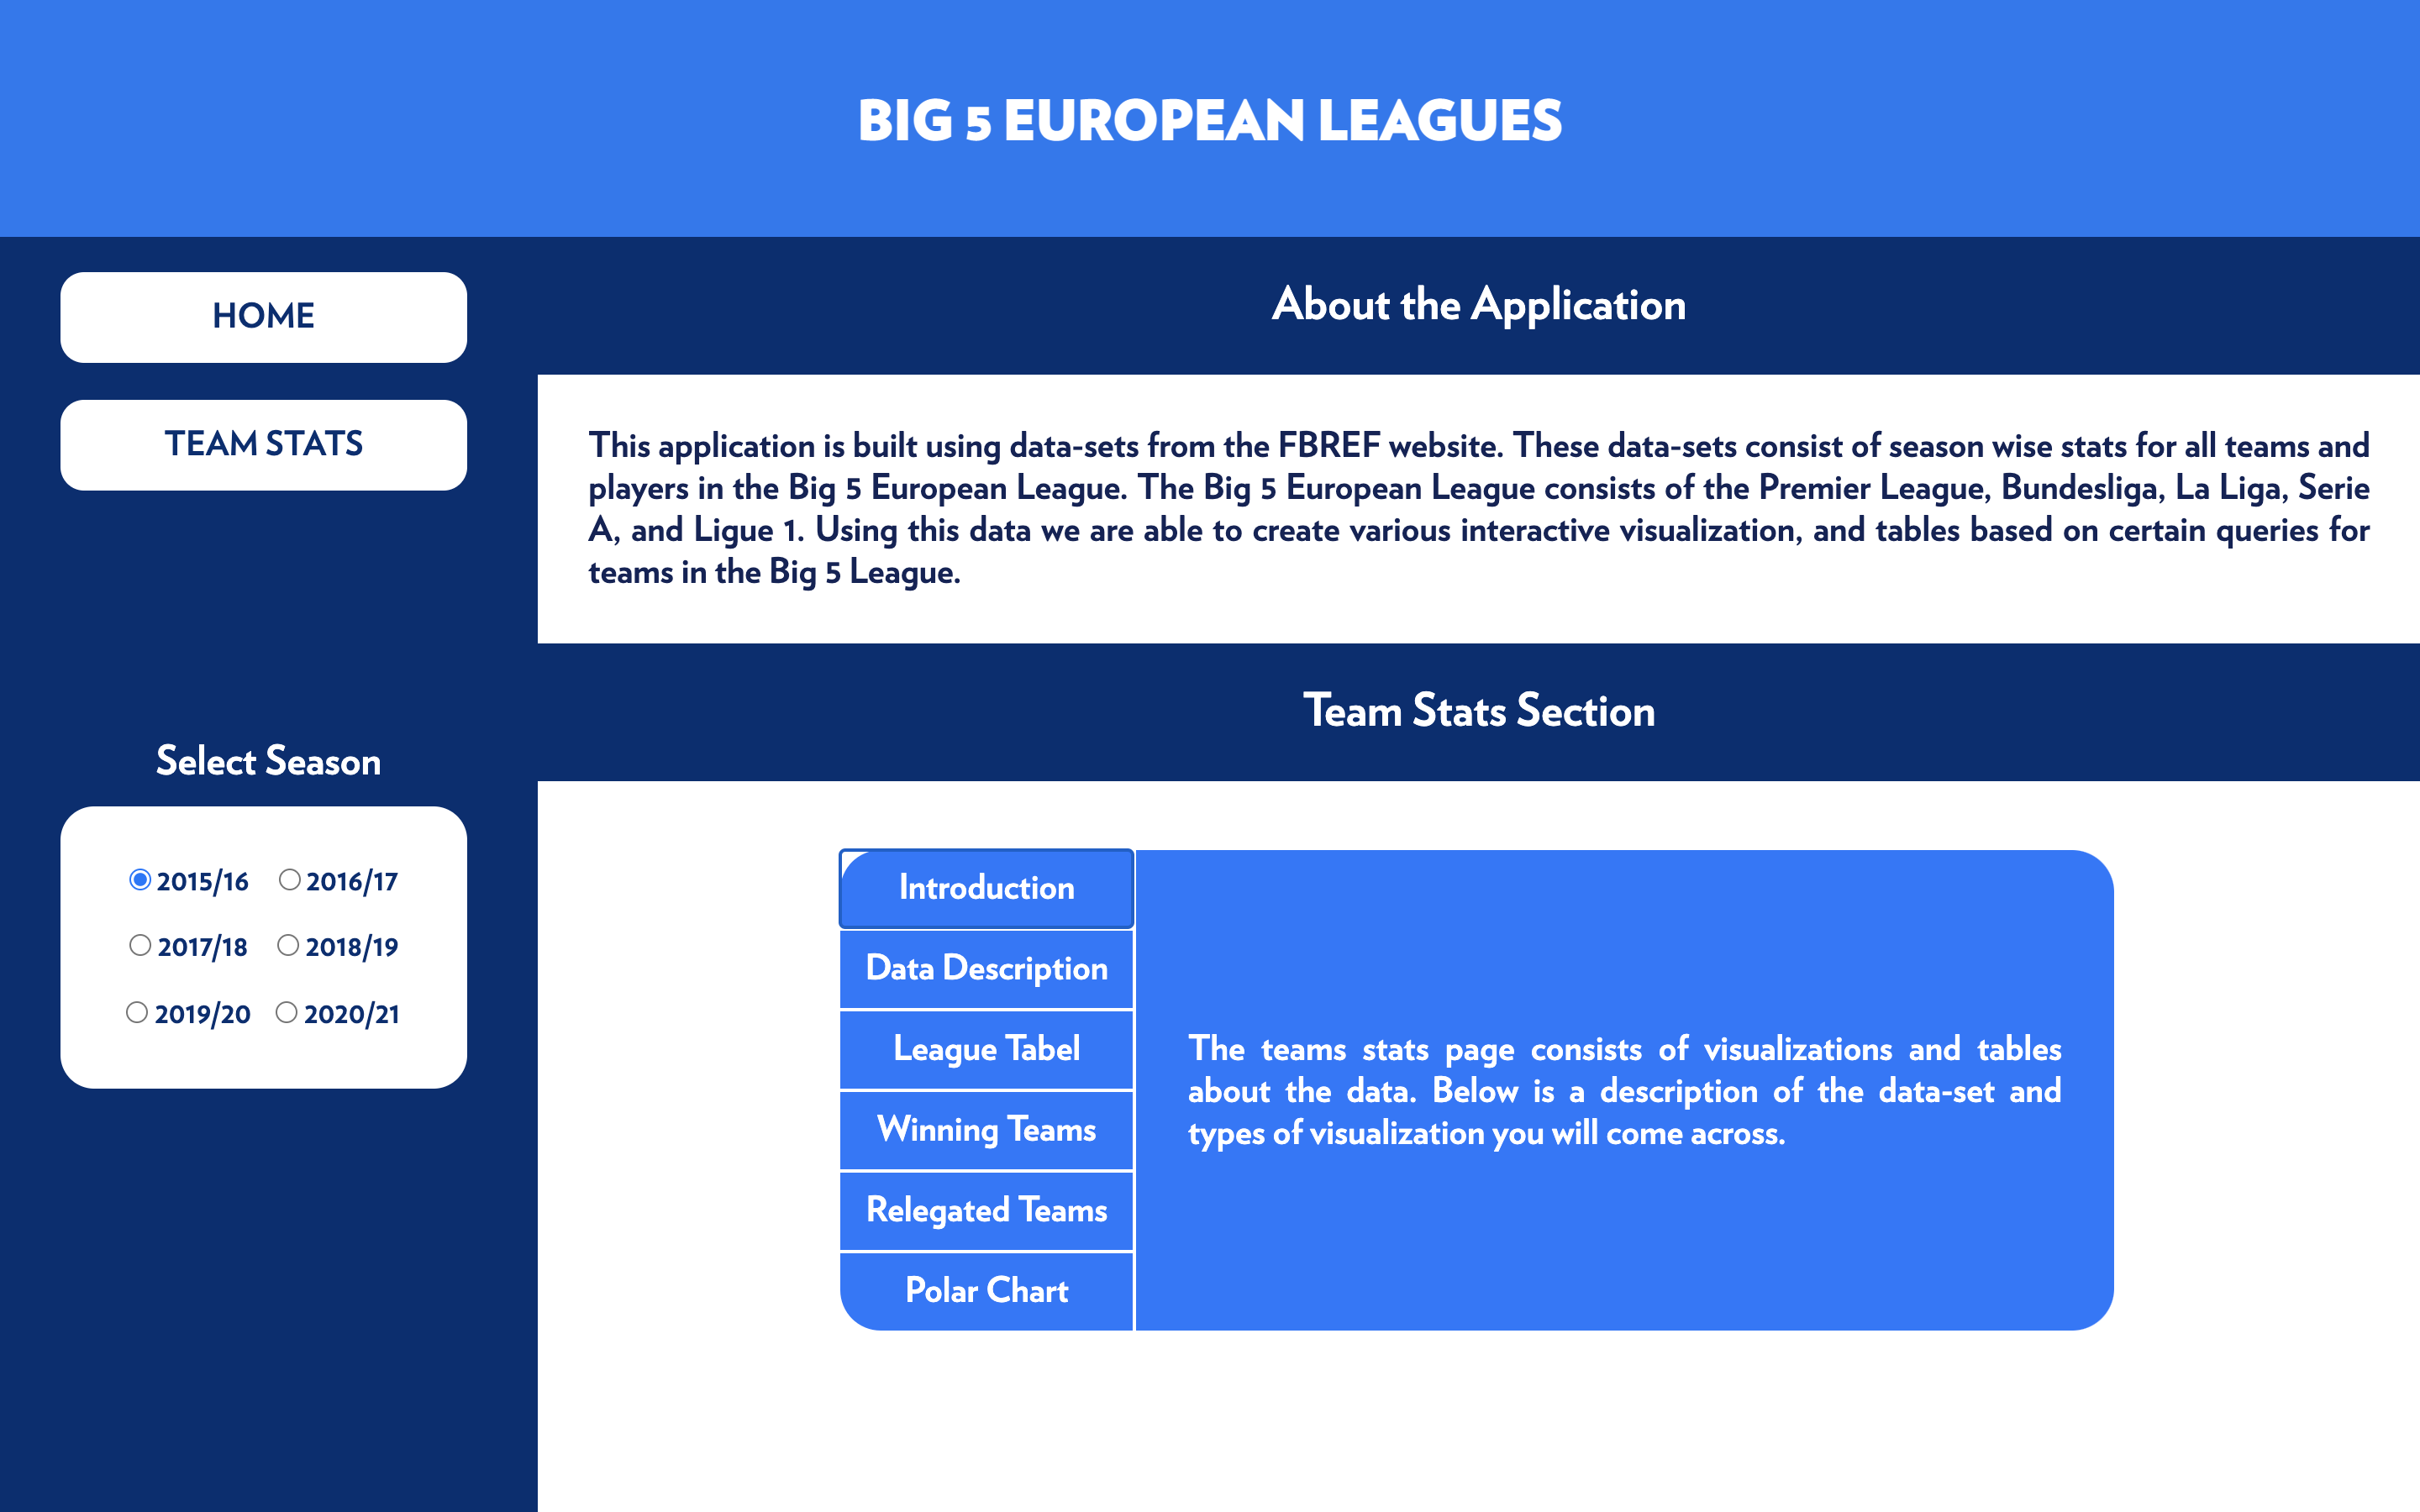 BIG 5 EUROPEAN LEAGUES
HOME
TEAM STATS
Select Season
2015/16 2016/17
2017/18 2018/19
2019/20 2020/21
About the Application
This application is built using data-sets from the FBREF website. These data-sets consist of season wise stats for all teams and
players in the Big 5 European League. The Big 5 European League consists of the Premier League, Bundesliga, La Liga, Serie
A, and Ligue 1. Using this data we are able to create various interactive visualization, and tables based on certain queries for
teams in the Big 5 League.
Team Stats Section
Introduction
Data Description
League Tabel
Winning Teams
Relegated Teams
Polar Chart
The teams stats page consists of visualizations and tables
about the data. Below is a description of the data-set and
types of visualization you will come across.